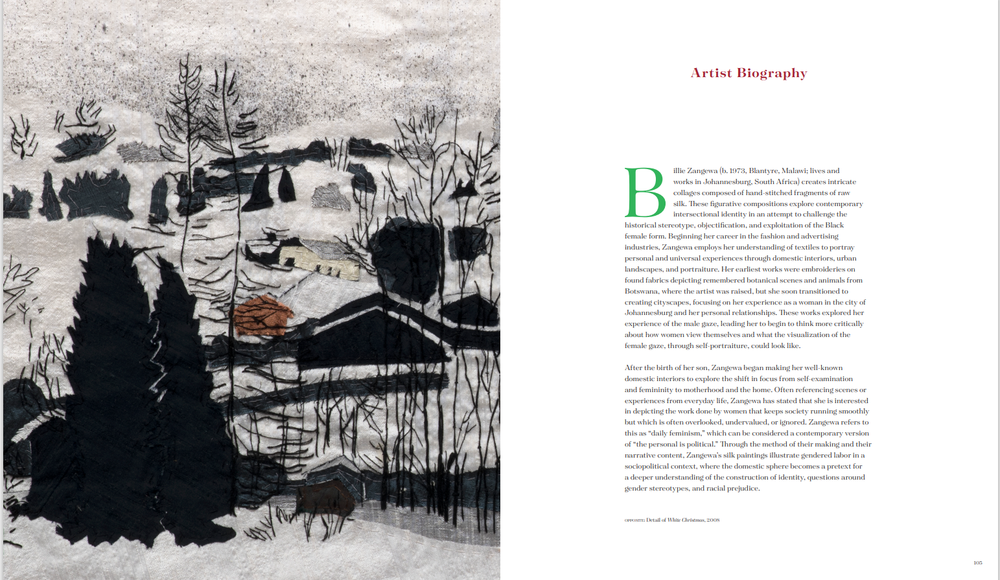 Artist Biography
Billie Zangewa (b. 1973, Blantyre, Malawi; lives and
works in Johannesburg, South Africa) creates intricate
collages composed of hand-stitched fragments of raw
silk. These figurative compositions explore contemporary
intersectional identity in an attempt to challenge the
historical stereotype, objectification, and exploitation of the Black
female form. Beginning her career in the fashion and advertising
industries, Zangewa employs her understanding of textiles to portray
personal and universal experiences through domestic interiors, urban
landscapes, and portraiture. Her earliest works were embroideries on
found fabrics depicting remembered botanical scenes and animals from
Botswana, where the artist was raised, but she soon transitioned to
creating cityscapes, focusing on her experience as a woman in the city of
Johannesburg and her personal relationships. These works explored her
experience of the male gaze, leading her to begin to think more critically
about how women view themselves and what the visualization of the
female gaze, through self-portraiture, could look like.
After the birth of her son, Zangewa began making her well-known
domestic interiors to explore the shift in focus from self-examination
and femininity to motherhood and the home. Often referencing scenes or
experiences from everyday life, Zangewa has stated that she is interested
in depicting the work done by women that keeps society running smoothly
but which is often overlooked, undervalued, or ignored. Zangewa refers to
this as “daily feminism,” which can be considered a contemporary version
of “the personal is political.” Through the method of their making and their
narrative content, Zangewa’s silk paintings illustrate gendered labor in a
sociopolitical context, where the domestic sphere becomes a pretext for
a deeper understanding of the construction of identity, questions around
gender stereotypes, and racial prejudice.
OPPOSITE: Detail of White Christmas, 2008
105